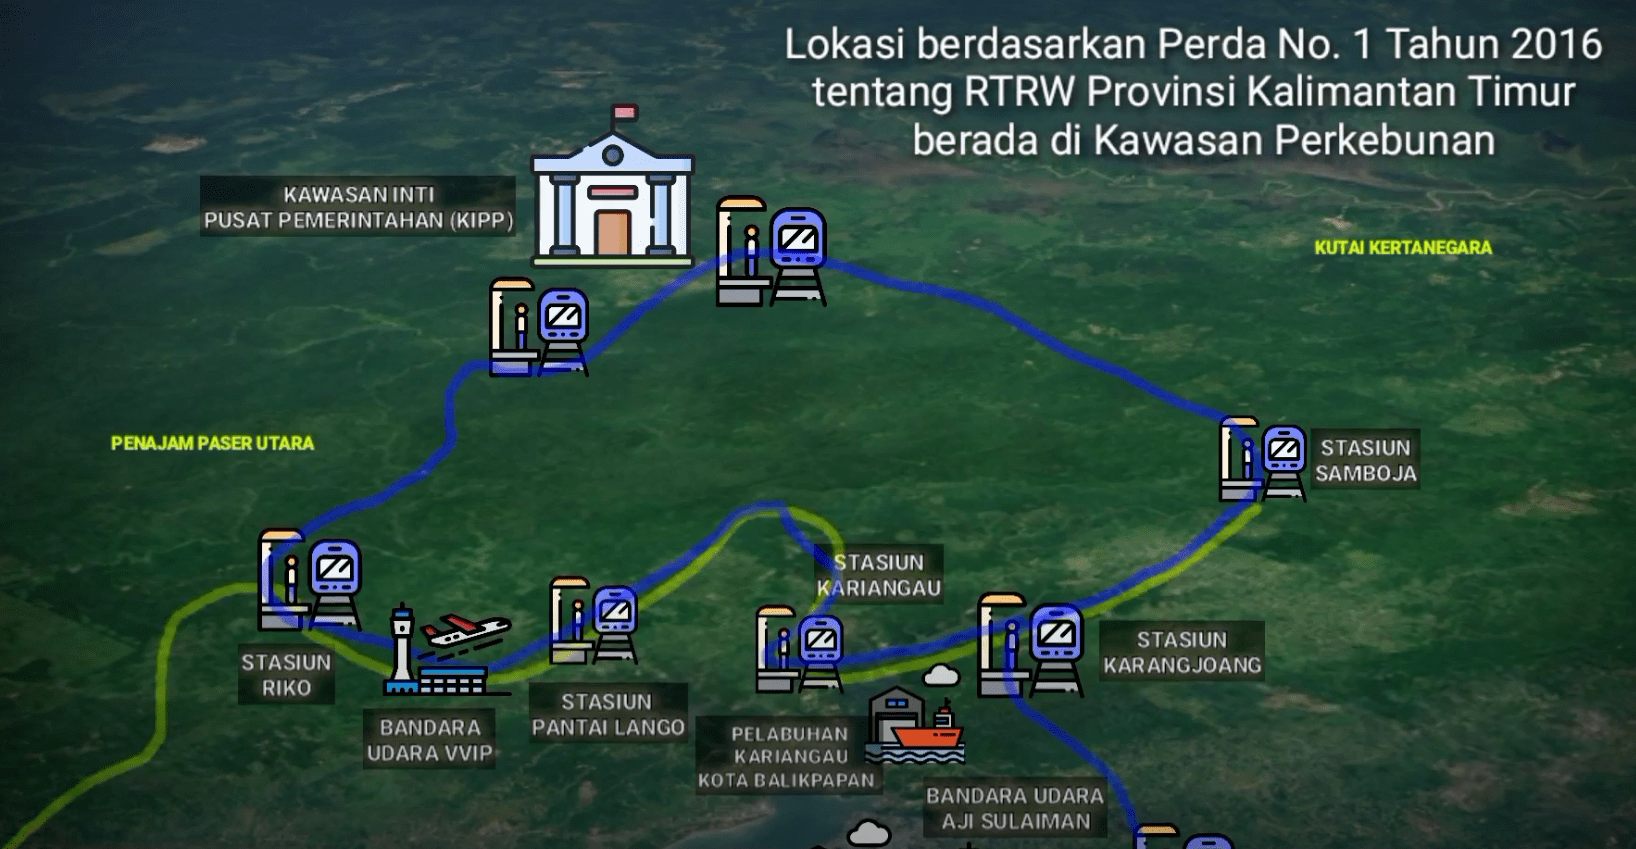 Lokasi berdasarkan Perda No. 1 Tahun 2016
tentang RTRW Provinsi Kalimantan Timur
berada di Kawasan Perkebunan
KAWASAN INTI
PUSAT PEMERINTAHAN (KIPP)
KUTAI KERTANEGARA
PENAJAM PASER UTARA
STASIUN
SAMBOJA
STASIUN
KARIANGAU
STASIUN
KARANGJOANG
STASIUN
RIKO
STASIUN
PANTAI LANGO
BANDARA
UDARA VVIP
PELABUHAN
KARIANGAU
KOTA BALIKPAPAN
BANDARA UDARA
AJI SULAIMAN